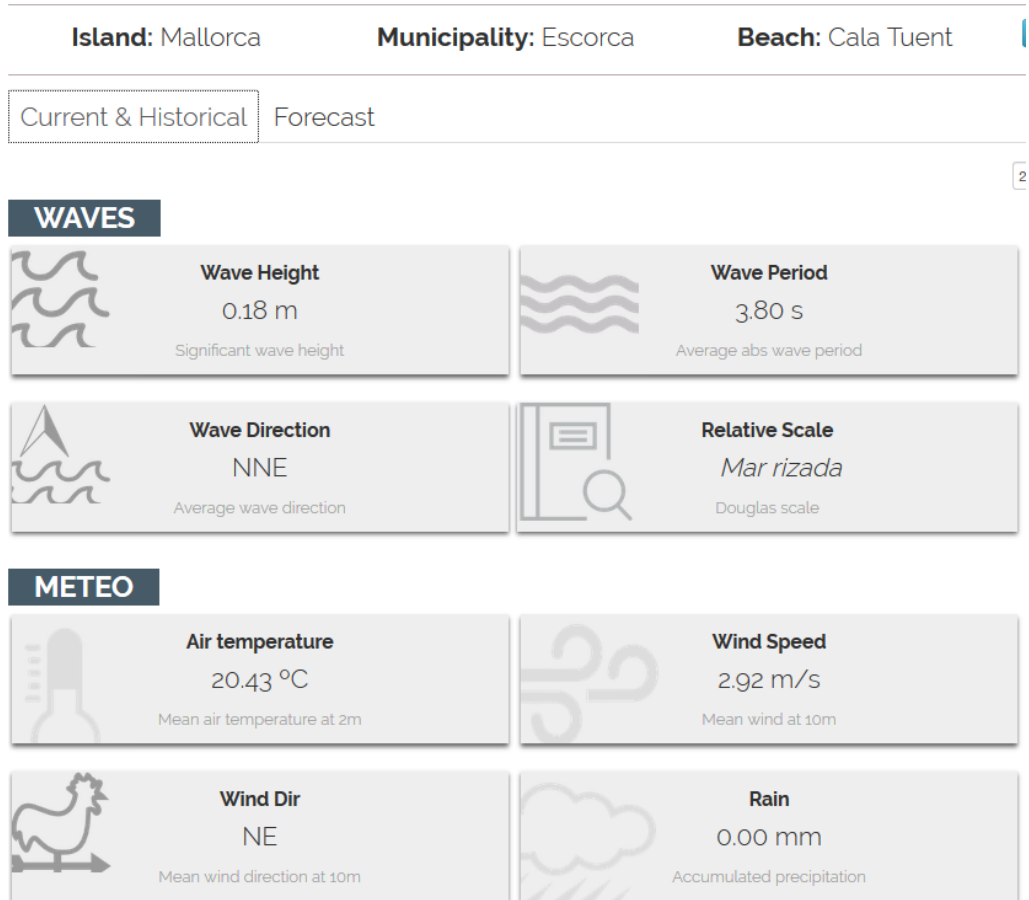 Island: Mallorca Municipality: Escorca Beach: Cala Tuent
Current & Historical Forecast
2
WAVES
Wave Height
0.18 m
Significant wave height
Wave Period
3.80 s
Average abs wave period
Wave Direction
NNE
Average wave direction
Relative Scale
Mar rizada
Douglas scale
METEO
Air temperature
20.43 ºC
Mean air temperature at 2m
Wind Speed
2.92 m/s
Mean wind at 10m
Wind Dir
NE
Mean wind direction at 10m
Rain
0.00 mm
Accumulated precipitation